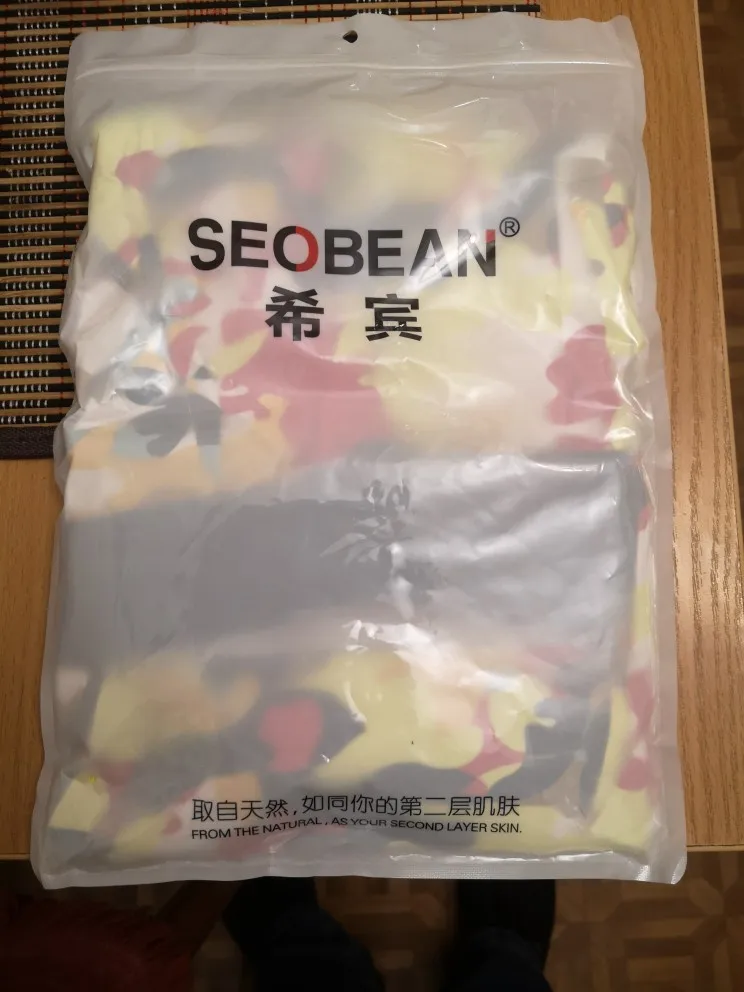 SEOBEAN®
希宾
取自天然,如同你的第二层肌肤
FROM THE NATURAL, AS YOUR SECOND LAYER SKIN.